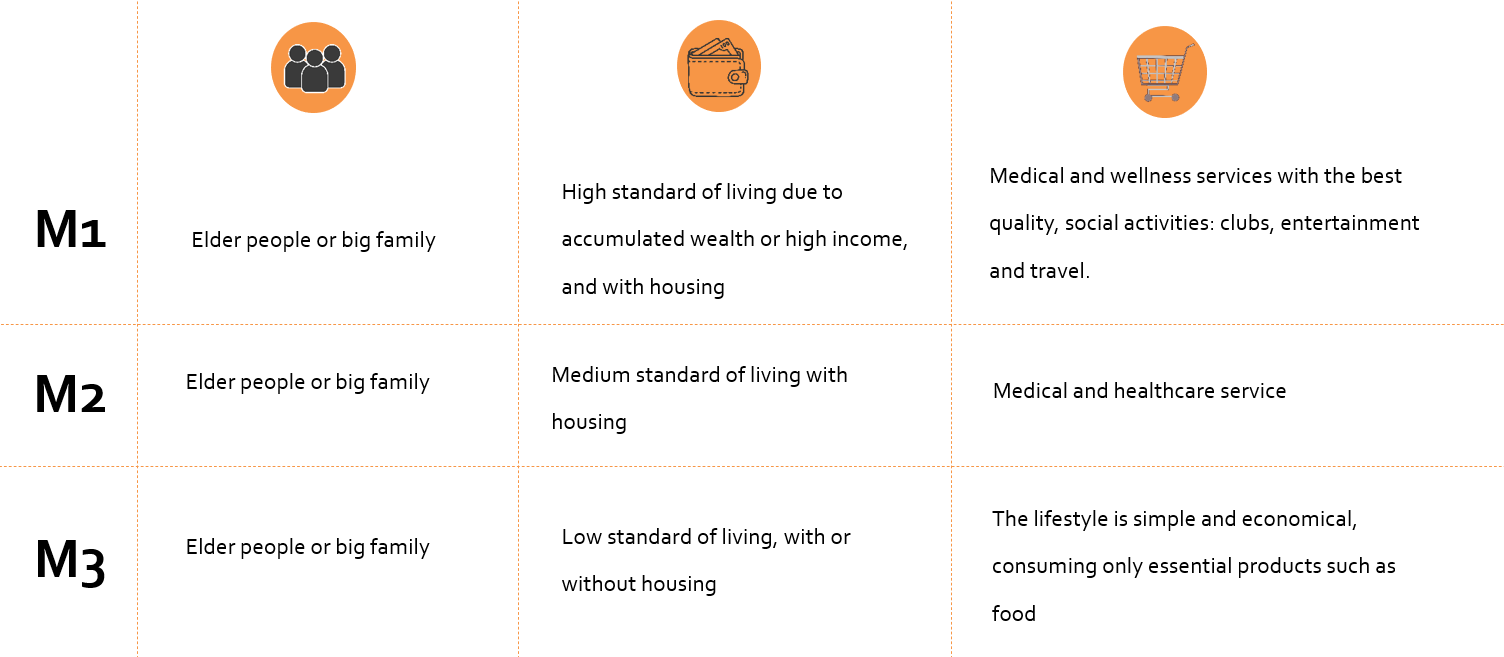 M1
Elder people or big family
High standard of living due to
accumulated wealth or high income,
and with housing
Medical and wellness services with the best
quality, social activities: clubs, entertainment
and travel.
M2
Elder people or big family
Medium standard of living with
housing
Medical and healthcare service
M3
Elder people or big family
Low standard of living, with or
without housing
The lifestyle is simple and economical,
consuming only essential products such as
food